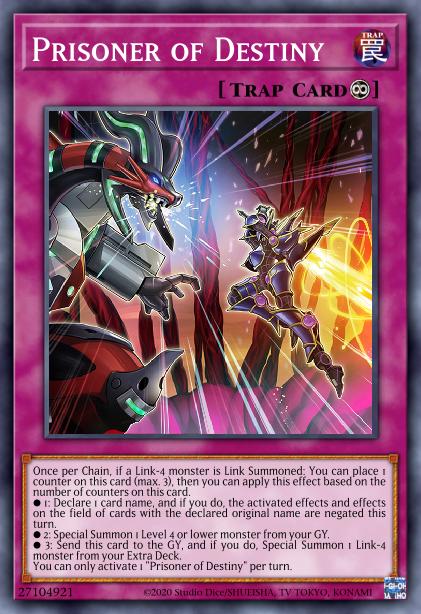 PRISONER OF DESTINY
TRAP
罠
[TRAP CARD]
Once per Chain, if a Link-4 monster is Link Summoned: You can place 1
counter on this card (max. 3), then you can apply this effect based on the
number of counters on this card.
● 1: Declare 1 card name, and if you do, the activated effects and effects
on the field of cards with the declared original name are negated this
turn.
● 2: Special Summon 1 Level 4 or lower monster from your GY.
● 3: Send this card to the GY, and if you do, Special Summon 1 Link-4
monster from your Extra Deck.
You can only activate 1 "Prisoner of Destiny" per turn.
27104921
©2020 Studio Dice/SHUEISHA, TV TOKYO, KONAMI